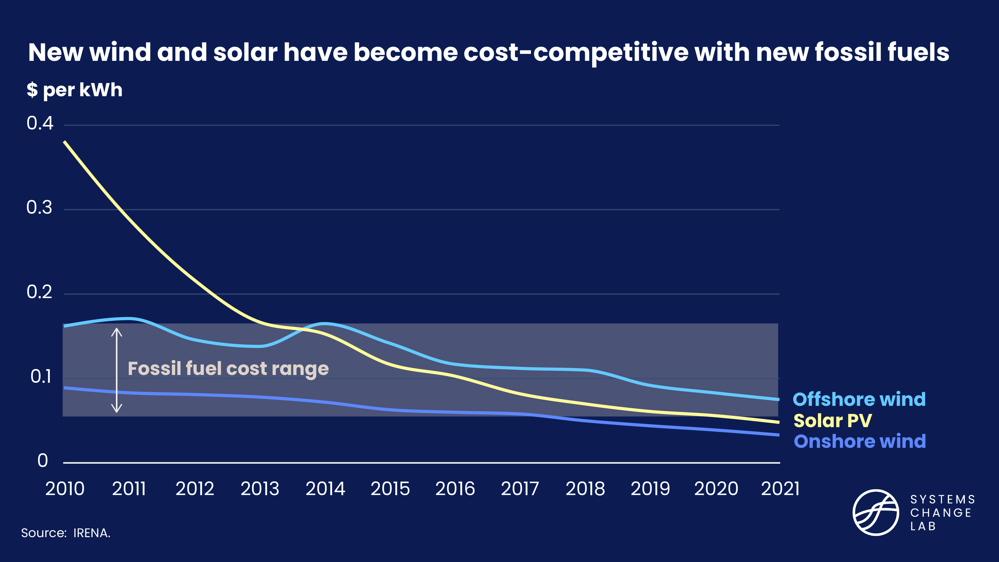 New wind and solar have become cost-competitive with new fossil fuels
$ per kWh
0.4
0.3
0.2
0.1
0
Fossil fuel cost range
Offshore wind
Solar PV
Onshore wind
2010 2011 2012 2013 2014 2015 2016 2017 2018 2019 2020 2021
Source: IRENA.
SYSTEMS
CHANGE
LAB